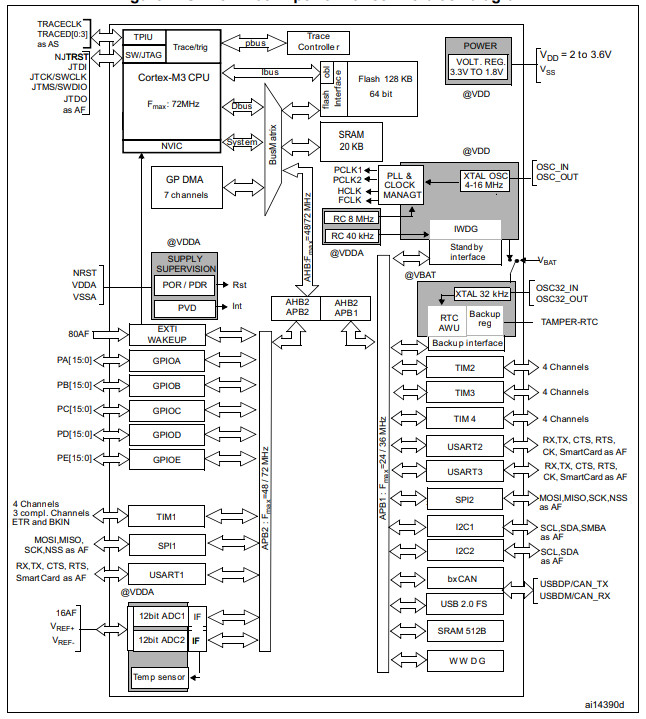 TRACECLK
TRACED[0:3]
as AS
NJTRST
JTDI
JTCK/SWCLK
JTMS/SWDIO
JTDO
as AF
TPIU
SW/JTAG
Trace/trig
Cortex-M3 CPU
Fmax: 72MHz
NVIC
pbus
Trace
Controller
Ibus
Dbus
System
BusMatrix
obl
flash
Interface
Flash 128 KB
64 bit
SRAM
20 KB
POWER
VOLT. REG.
3.3V TO 1.8V
@VDD
VDD = 2 to 3.6V
VSS
GP DMA
7 channels
@VDD
PCLK1
PCLK2
HCLK
FCLK
PLL &
CLOCK
MANAGT
XTAL OSC
4-16 MHz
OSC_IN
OSC_OUT
RC 8 MHz
RC 40 kHz
@VDDA
IWDG
Standby
interface
VBAT
@VBAT
XTAL 32 kHz
OSC32_IN
OSC32_OUT
RTC
AWU
Backup
reg
TAMPER-RTC
Backup interface
AHB:Fmax=48/72 MHz
@VDDA
NRST
VDDA
VSSA
SUPPLY
SUPERVISION
POR / PDR
Rst
PVD
Int
AHB2
APB2
AHB2
APB1
80AF
EXTI
WAKEUP
PA[15:0]
GPIOA
PB[15:0]
GPIOB
PC[15:0]
GPIOC
PD[15:0]
GPIOD
PE[15:0]
GPIOE
4 Channels
3 compl. Channels
ETR and BKIN
TIM1
MOSI,MISO,
SCK,NSS as AF
SPI1
RX,TX, CTS, RTS,
SmartCard as AF
USART1
@VDDA
16AF
VREF+
VREF-
12bit ADC1
IF
12bit ADC2
IF
Temp sensor
APB2 : Fmax=48 / 72 MHz
APB1 : Fmax=24 / 36 MHz
TIM2
4 Channels
TIM3
4 Channels
TIM 4
4 Channels
USART2
RX,TX, CTS, RTS,
CK, SmartCard as AF
USART3
RX,TX, CTS, RTS,
CK, SmartCard as AF
SPI2
MOSI,MISO,SCK,NSS
as AF
I2C1
SCL,SDA,SMBA
as AF
I2C2
SCL,SDA
as AF
bxCAN
USBDP/CAN_TX
USBDM/CAN_RX
USB 2.0 FS
SRAM 512B
W W D G
ai14390d